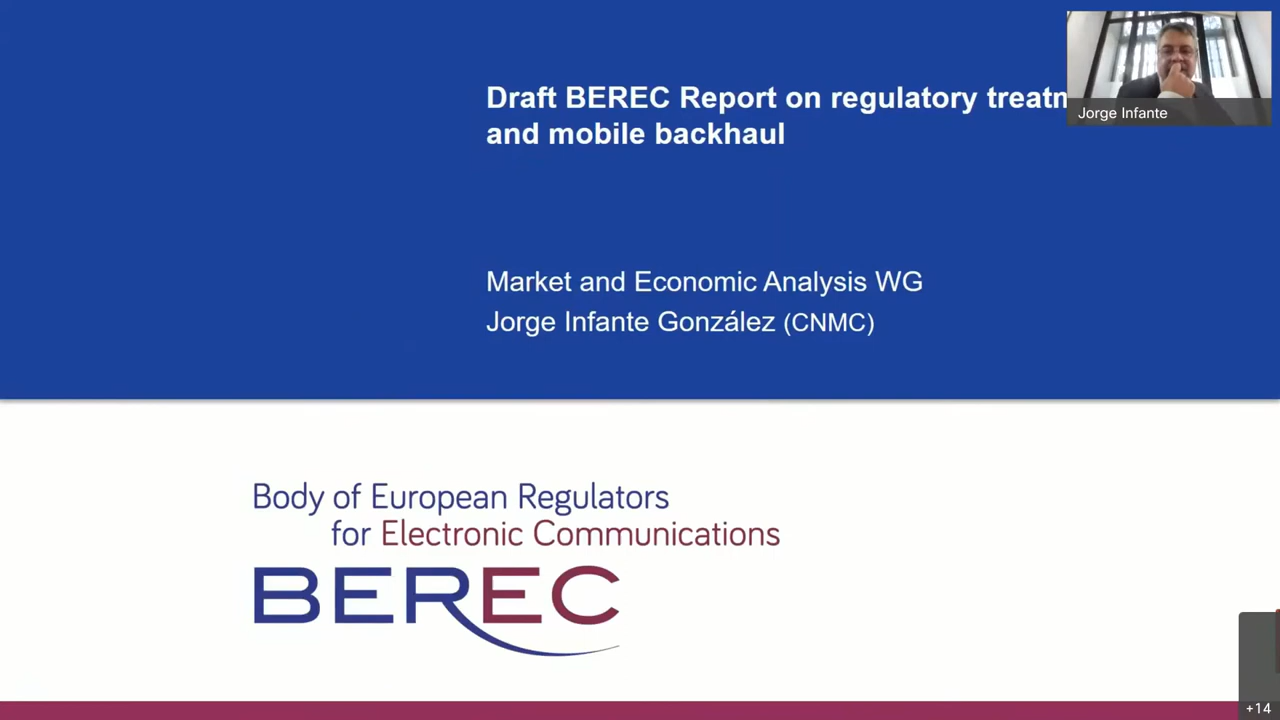 Draft BEREC Report on regulatory
and mobile backhaul
Jorge Infante
Market and Economic Analysis WG
Jorge Infante González (CNMC)
Body of European Regulators
for Electronic Communications
BEREC
+14